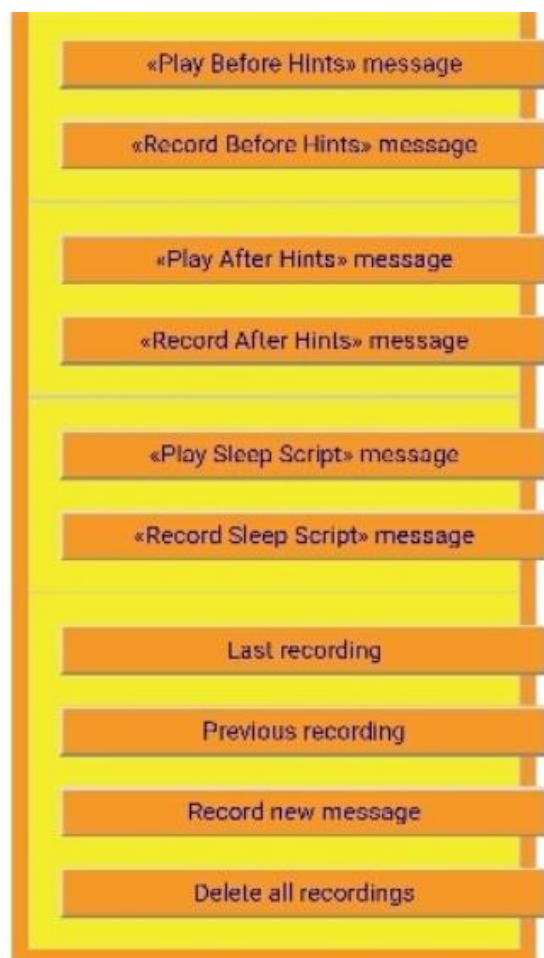 «Play Before Hints» message
«Record Before Hints» message
«Play After Hints» message
«Record After Hints» message
«Play Sleep Script» message
«Record Sleep Script» message
Last recording
Previous recording
Record new message
Delete all recordings